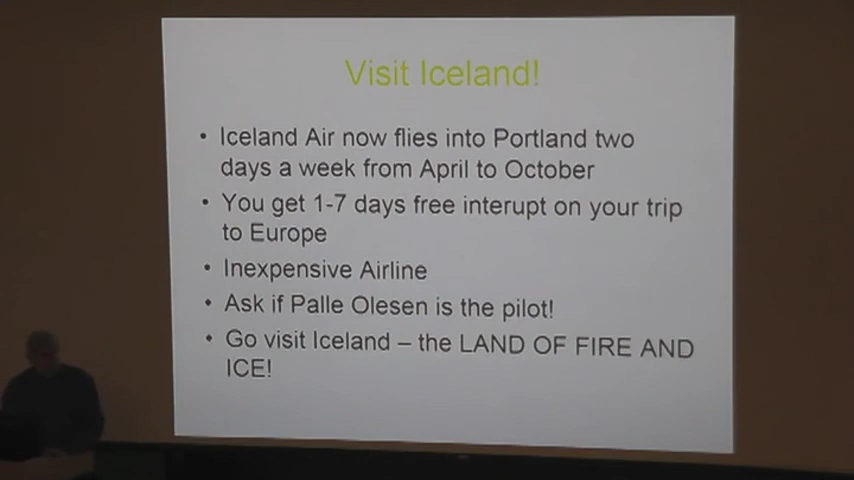 Visit Iceland!
• Iceland Air now flies into Portland two
days a week from April to October
• You get 1-7 days free interupt on your trip
to Europe
• Inexpensive Airline
• Ask if Palle Olesen is the pilot!
• Go visit Iceland – the LAND OF FIRE AND
ICE!